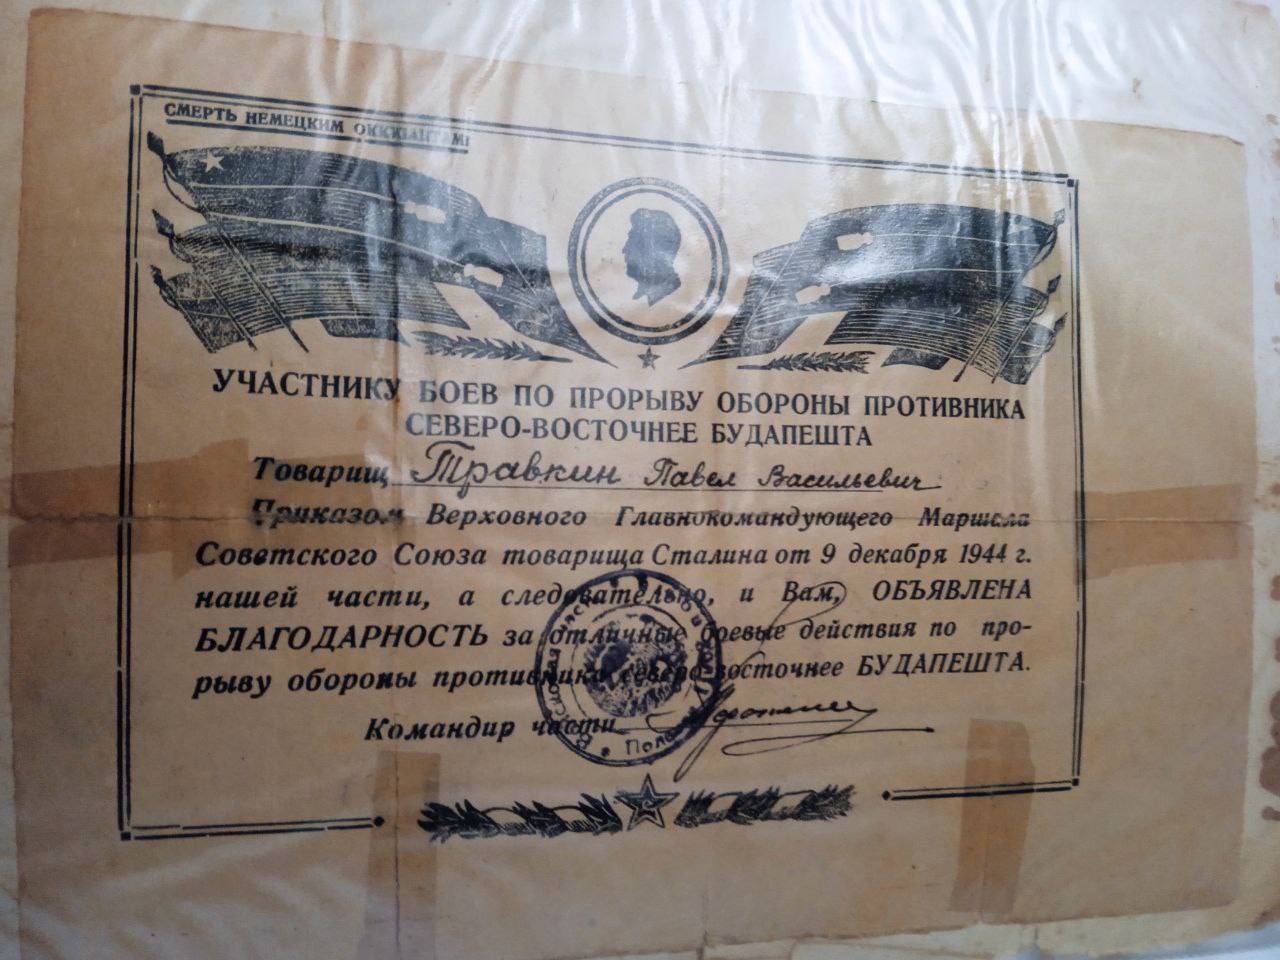 СМЕРТЬ НЕМЕЦКИМ ОККУПАНТАМ!
УЧАСТНИКУ БОЕВ ПО ПРОРЫВУ ОБОРОНЫ ПРОТИВНИКА
СЕВЕРО-ВОСТОЧНЕЕ БУДАПЕШТА
Товарищ Травкин Павел Васильевич
Приказом Верховного Главнокомандующего Маршала
Советского Союза товарища Сталина от 9 декабря 1944 г.
нашей части, а следовательно, и Вам, ОБЪЯВЛЕНА
БЛАГОДАРНОСТЬ за отличные боевые действия по про-
рыву обороны противника северо-восточнее БУДАПЕШТА.
Командир части